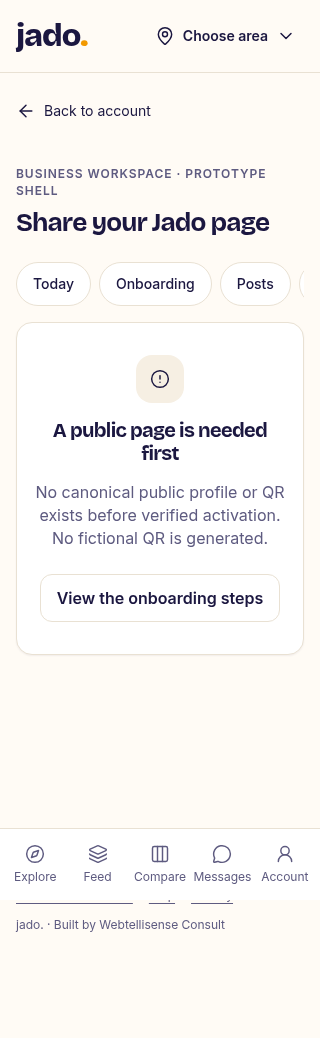 jado.
Choose area
Back to account
BUSINESS WORKSPACE · PROTOTYPE
SHELL
Share your Jado page
Today
Onboarding
Posts
A public page is needed
first
No canonical public profile or QR
exists before verified activation.
No fictional QR is generated.
View the onboarding steps
Explore
Feed
Compare
Messages
Account
jado. · Built by Webtellisense Consult